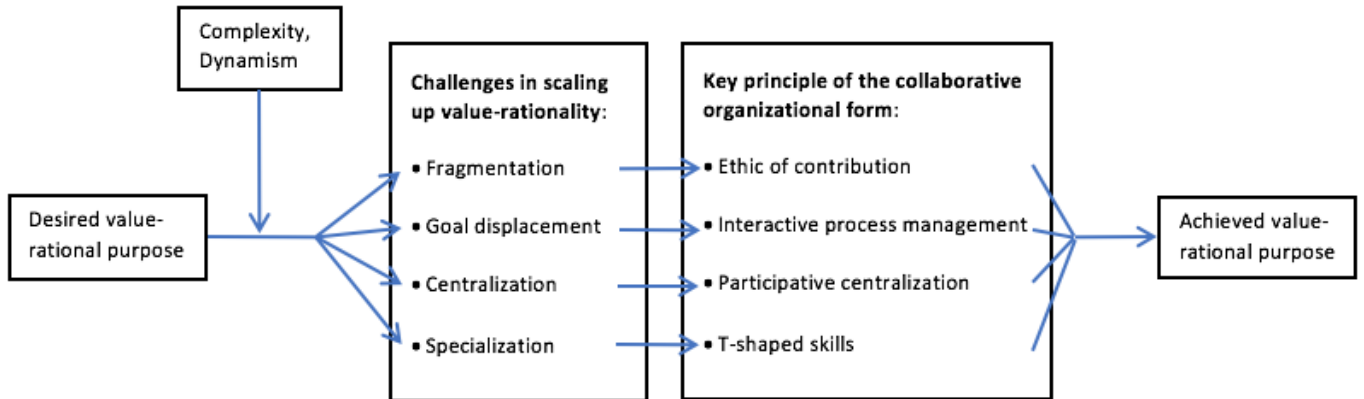 Complexity,
Dynamism
Challenges in scaling
up value-rationality:
▪ Fragmentation
▪ Goal displacement
▪ Centralization
▪ Specialization
Key principle of the collaborative
organizational form:
▪ Ethic of contribution
▪ Interactive process management
▪ Participative centralization
▪ T-shaped skills
Desired value-
rational purpose
Achieved value-
rational purpose